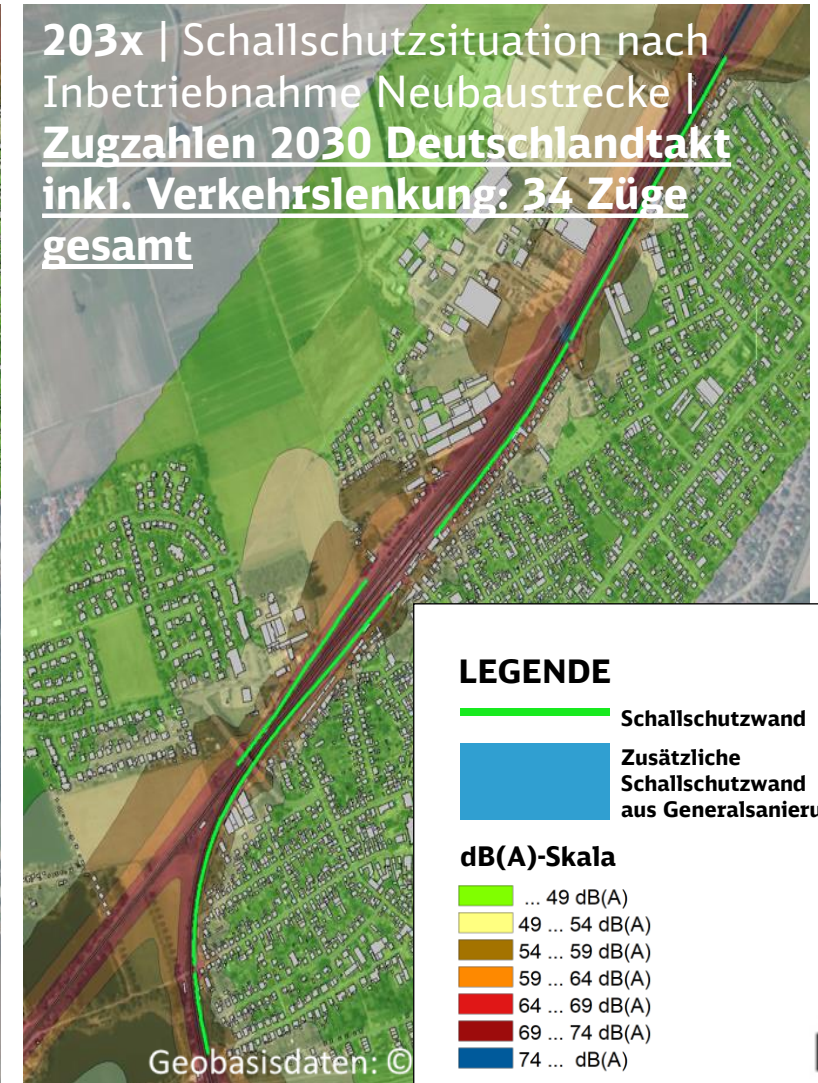 203x | Schallschutzsituation nach
Inbetriebnahme Neubaustrecke |
Zugzahlen 2030 Deutschlandtakt
inkl. Verkehrslenkung: 34 Züge
gesamt
LEGENDE
Schallschutzwand
Zusätzliche
Schallschutzwand
aus Generalsanieru
dB(A)-Skala
... 49 dB(A)
49 ... 54 dB(A)
54 ... 59 dB(A)
59 ... 64 dB(A)
64 ... 69 dB(A)
69 ... 74 dB(A)
74 ... dB(A)
Geobasisdaten: ©